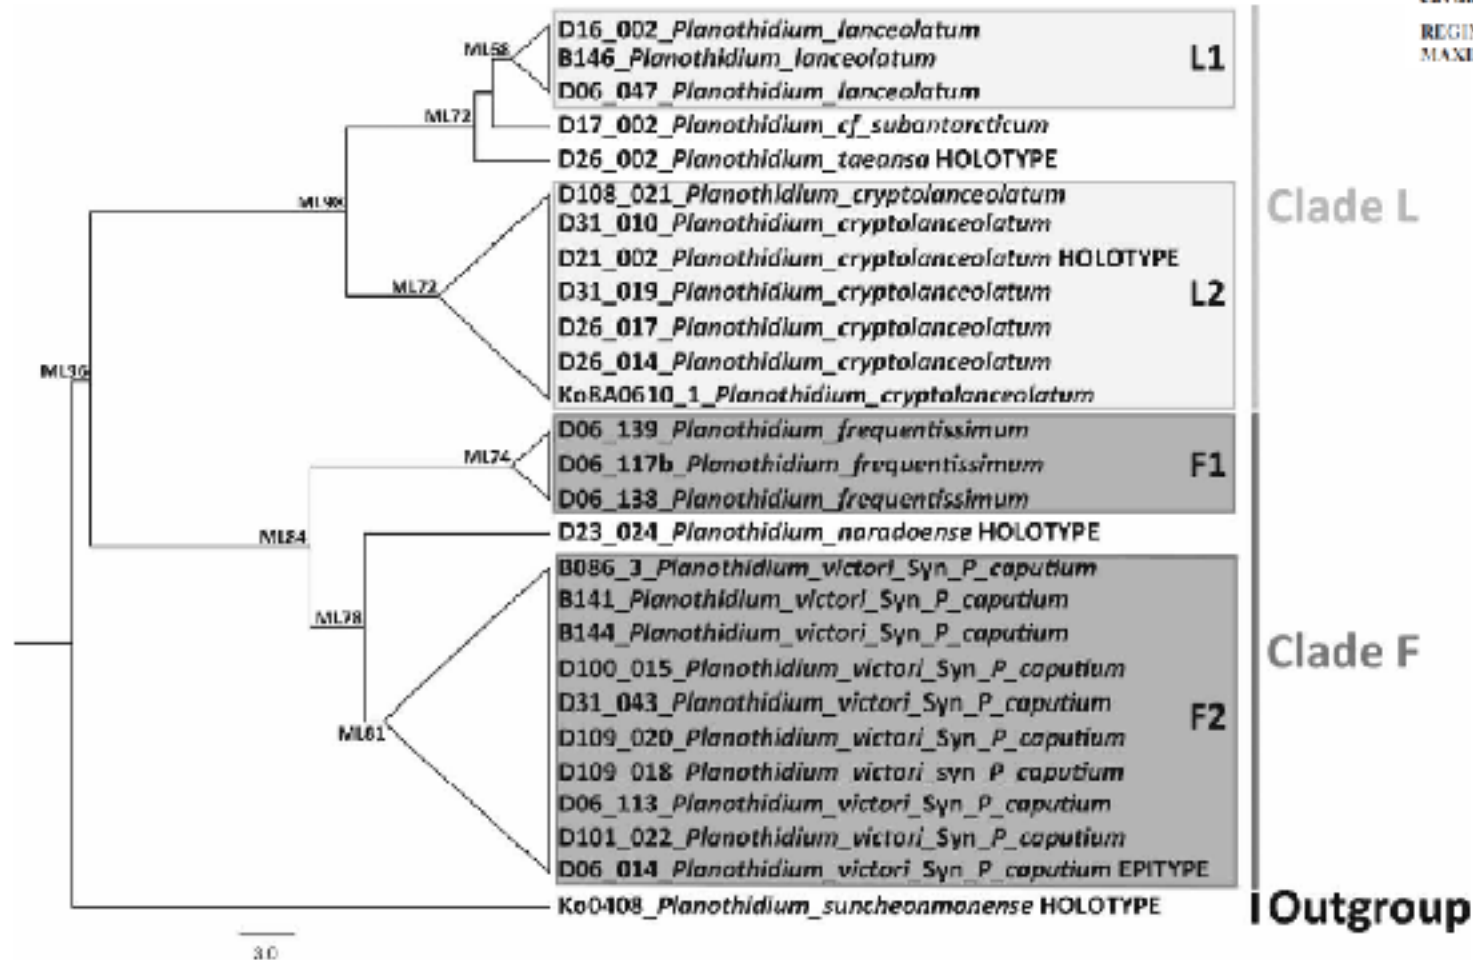 D16_002_Planothidium_lanceolatum
ML68
B146_Planothidium_lanceolatum
L1
D06_047_Planothidium_lanceolatum
ML72
D17_002_Planothidium_cf_subantarcticum
D26_002_Planothidium_taeansa HOLOTYPE
D108_021_Planothidium_cryptolanceolatum
Clade L
D31_010_Planothidium_cryptolanceolatum
D21_002_Planothidium_cryptolanceolatum HOLOTYPE
ML72
D31_019_Planothidium_cryptolanceolatum
L2
D26_017_Planothidium_cryptolanceolatum
D26_014_Planothidium_cryptolanceolatum
Ko8A0610_1_Planothidium_cryptolanceolatum
D06_139_Planothidium_frequentissimum
ML74
D06_117b_Planothidium_frequentissimum
F1
D06_138_Planothidium_frequentissimum
ML84
D23_024_Planothidium_naradoense HOLOTYPE
B086_3_Planothidium_victori_Syn_P_caputium
B141_Planothidium_victori_Syn_P_caputium
ML78
B144_Planothidium_victori_Syn_P_caputium
Clade F
D100_015_Planothidium_victori_Syn_P_caputium
D31_043_Planothidium_victori_Syn_P_caputium
F2
ML61
D109_020_Planothidium_victori_Syn_P_caputium
D109_018_Planothidium_victori_syn_P_caputium
D06_113_Planothidium_victori_Syn_P_caputium
D101_022_Planothidium_victori_Syn_P_caputium
D06_014_Planothidium_victori_Syn_P_caputium EPITYPE
Ko0408_Planothidium_suncheonmanense HOLOTYPE
Outgroup
3.0